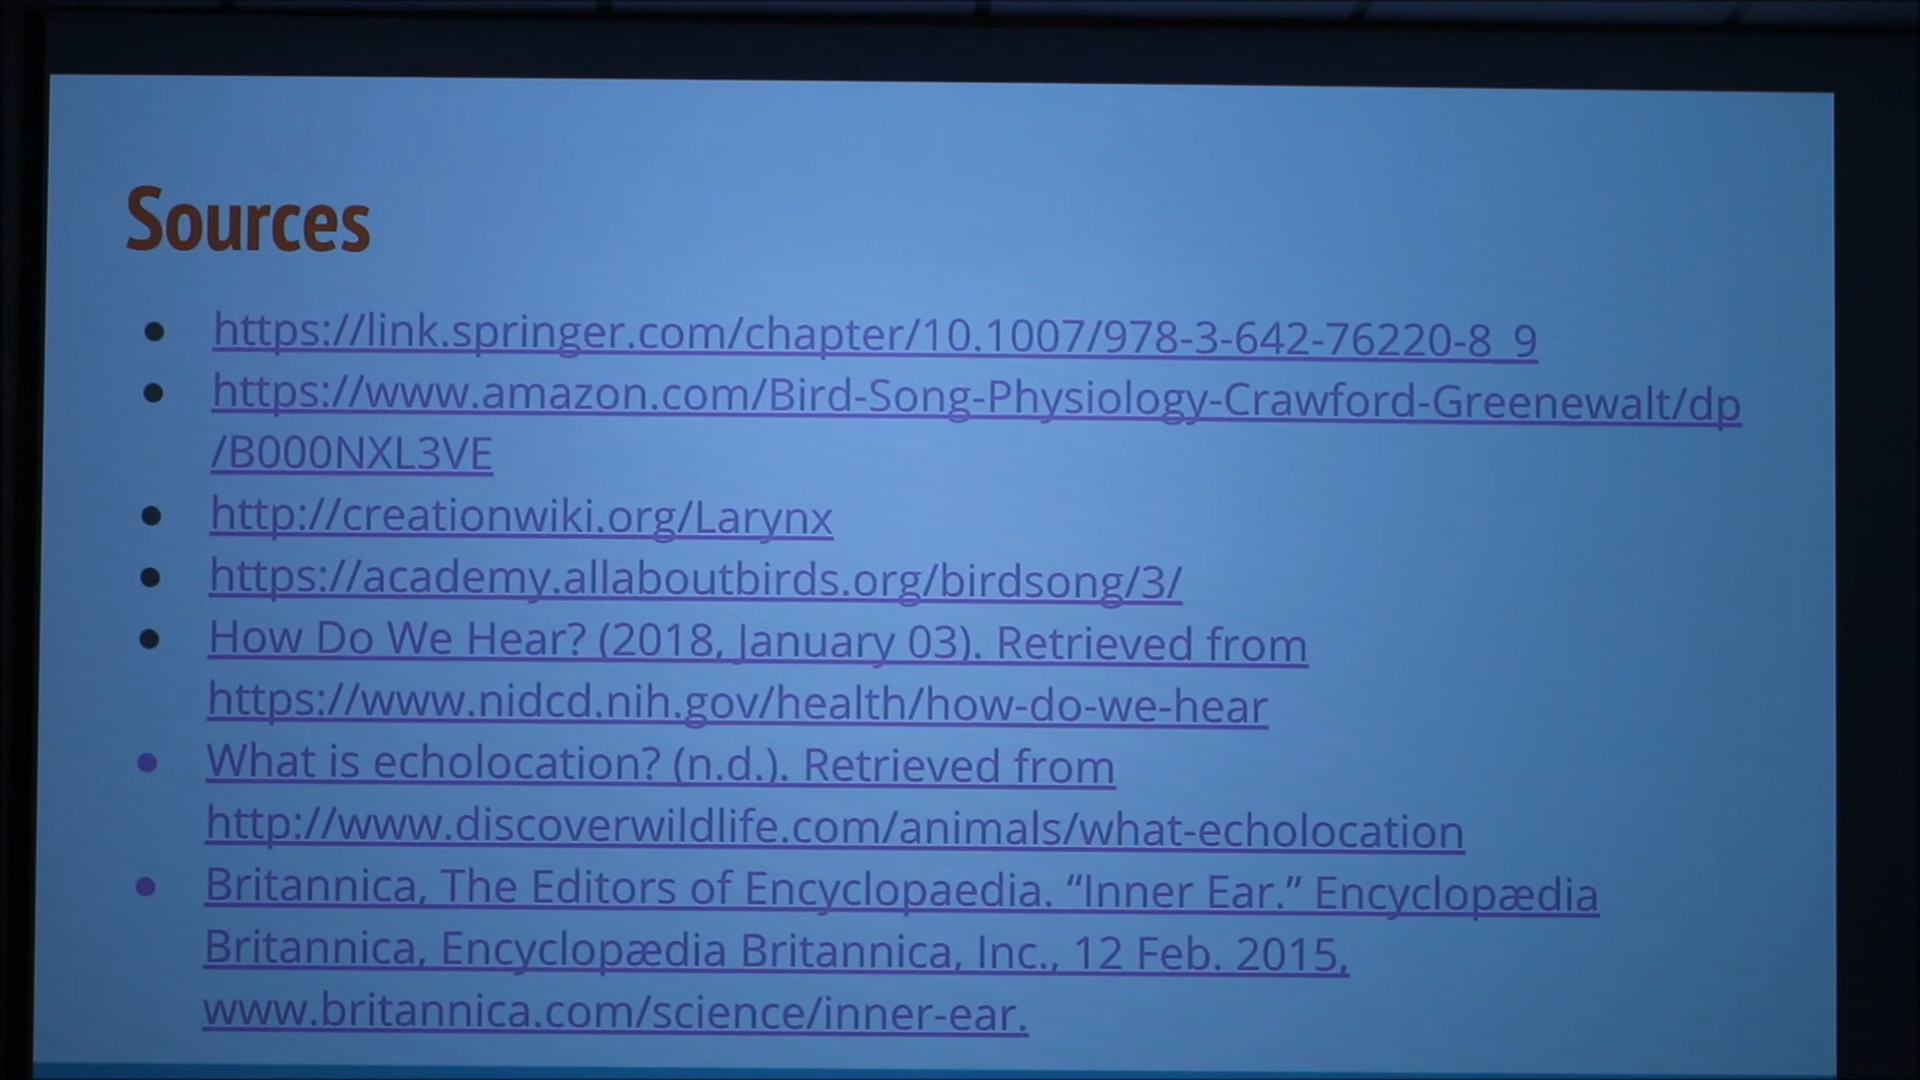 Sources
• https://link.springer.com/chapter/10.1007/978-3-642-76220-8_9
• https://www.amazon.com/Bird-Song-Physiology-Crawford-Greenewalt/dp
/B000NXL3VE
• http://creationwiki.org/Larynx
• https://academy.allaboutbirds.org/birdsong/3/
• How Do We Hear? (2018, January 03). Retrieved from
https://www.nidcd.nih.gov/health/how-do-we-hear
• What is echolocation? (n.d.). Retrieved from
http://www.discoverwildlife.com/animals/what-echolocation
• Britannica, The Editors of Encyclopaedia. “Inner Ear.” Encyclopædia
Britannica, Encyclopædia Britannica, Inc., 12 Feb. 2015,
www.britannica.com/science/inner-ear.